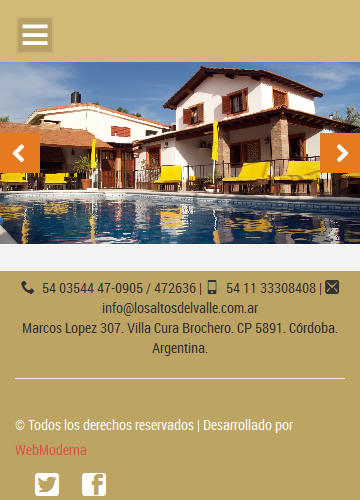 54 03544 47-0905 / 472636 | 54 11 33308408 |
info@losaltosdelvalle.com.ar
Marcos Lopez 307. Villa Cura Brochero. CP 5891. Córdoba.
Argentina.
© Todos los derechos reservados | Desarrollado por
WebModerna